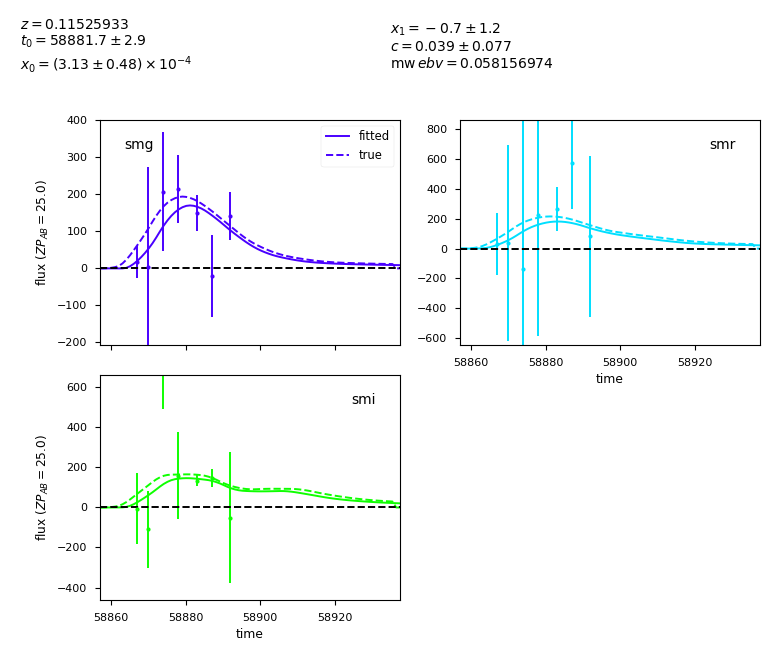 z = 0.11525933
t₀ = 58881.7 ± 2.9
x₀ = (3.13 ± 0.48) × 10⁻⁴
x₁ = −0.7 ± 1.2
c = 0.039 ± 0.077
mw ebv = 0.058156974
smg
fitted
true
400
300
200
100
0
−100
−200
flux (ZP_AB = 25.0)
smr
800
600
400
200
0
−200
−400
−600
58860 58880 58900 58920
time
smi
600
400
200
0
−200
−400
flux (ZP_AB = 25.0)
58860 58880 58900 58920
time